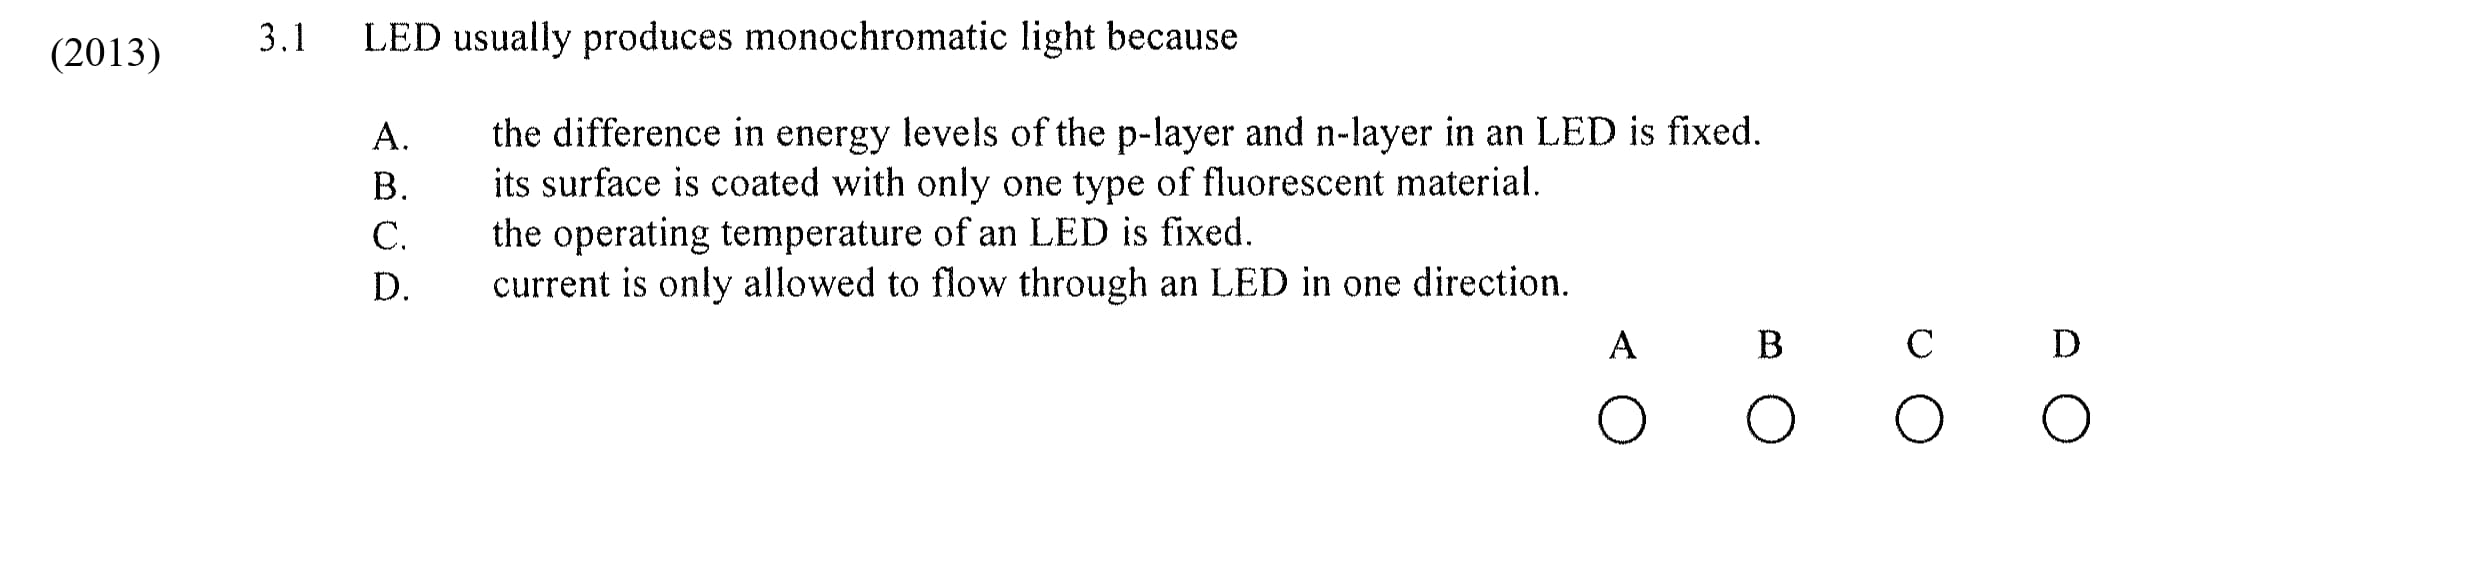 (2013) 3.1 LED usually produces monochromatic light because
A. the difference in energy levels of the p-layer and n-layer in an LED is fixed.
B. its surface is coated with only one type of fluorescent material.
C. the operating temperature of an LED is fixed.
D. current is only allowed to flow through an LED in one direction.
A B C D